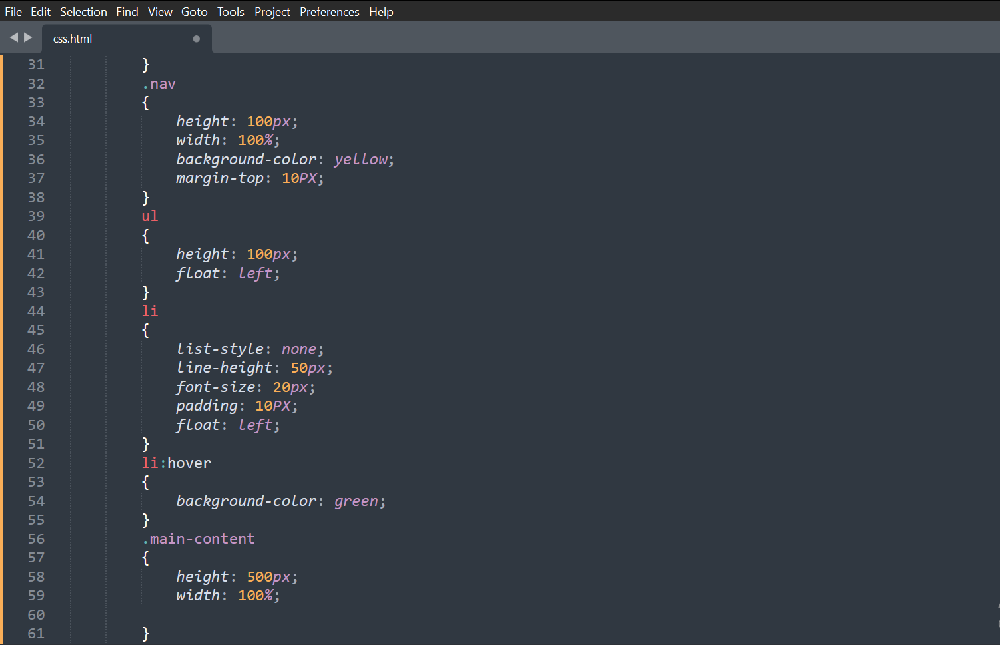 File Edit Selection Find View Goto Tools Project Preferences Help
css.html
31 }
32 .nav
33 {
34 height: 100px;
35 width: 100%;
36 background-color: yellow;
37 margin-top: 10PX;
38 }
39 ul
40 {
41 height: 100px;
42 float: left;
43 }
44 li
45 {
46 list-style: none;
47 line-height: 50px;
48 font-size: 20px;
49 padding: 10PX;
50 float: left;
51 }
52 li:hover
53 {
54 background-color: green;
55 }
56 .main-content
57 {
58 height: 500px;
59 width: 100%;
60
61 }